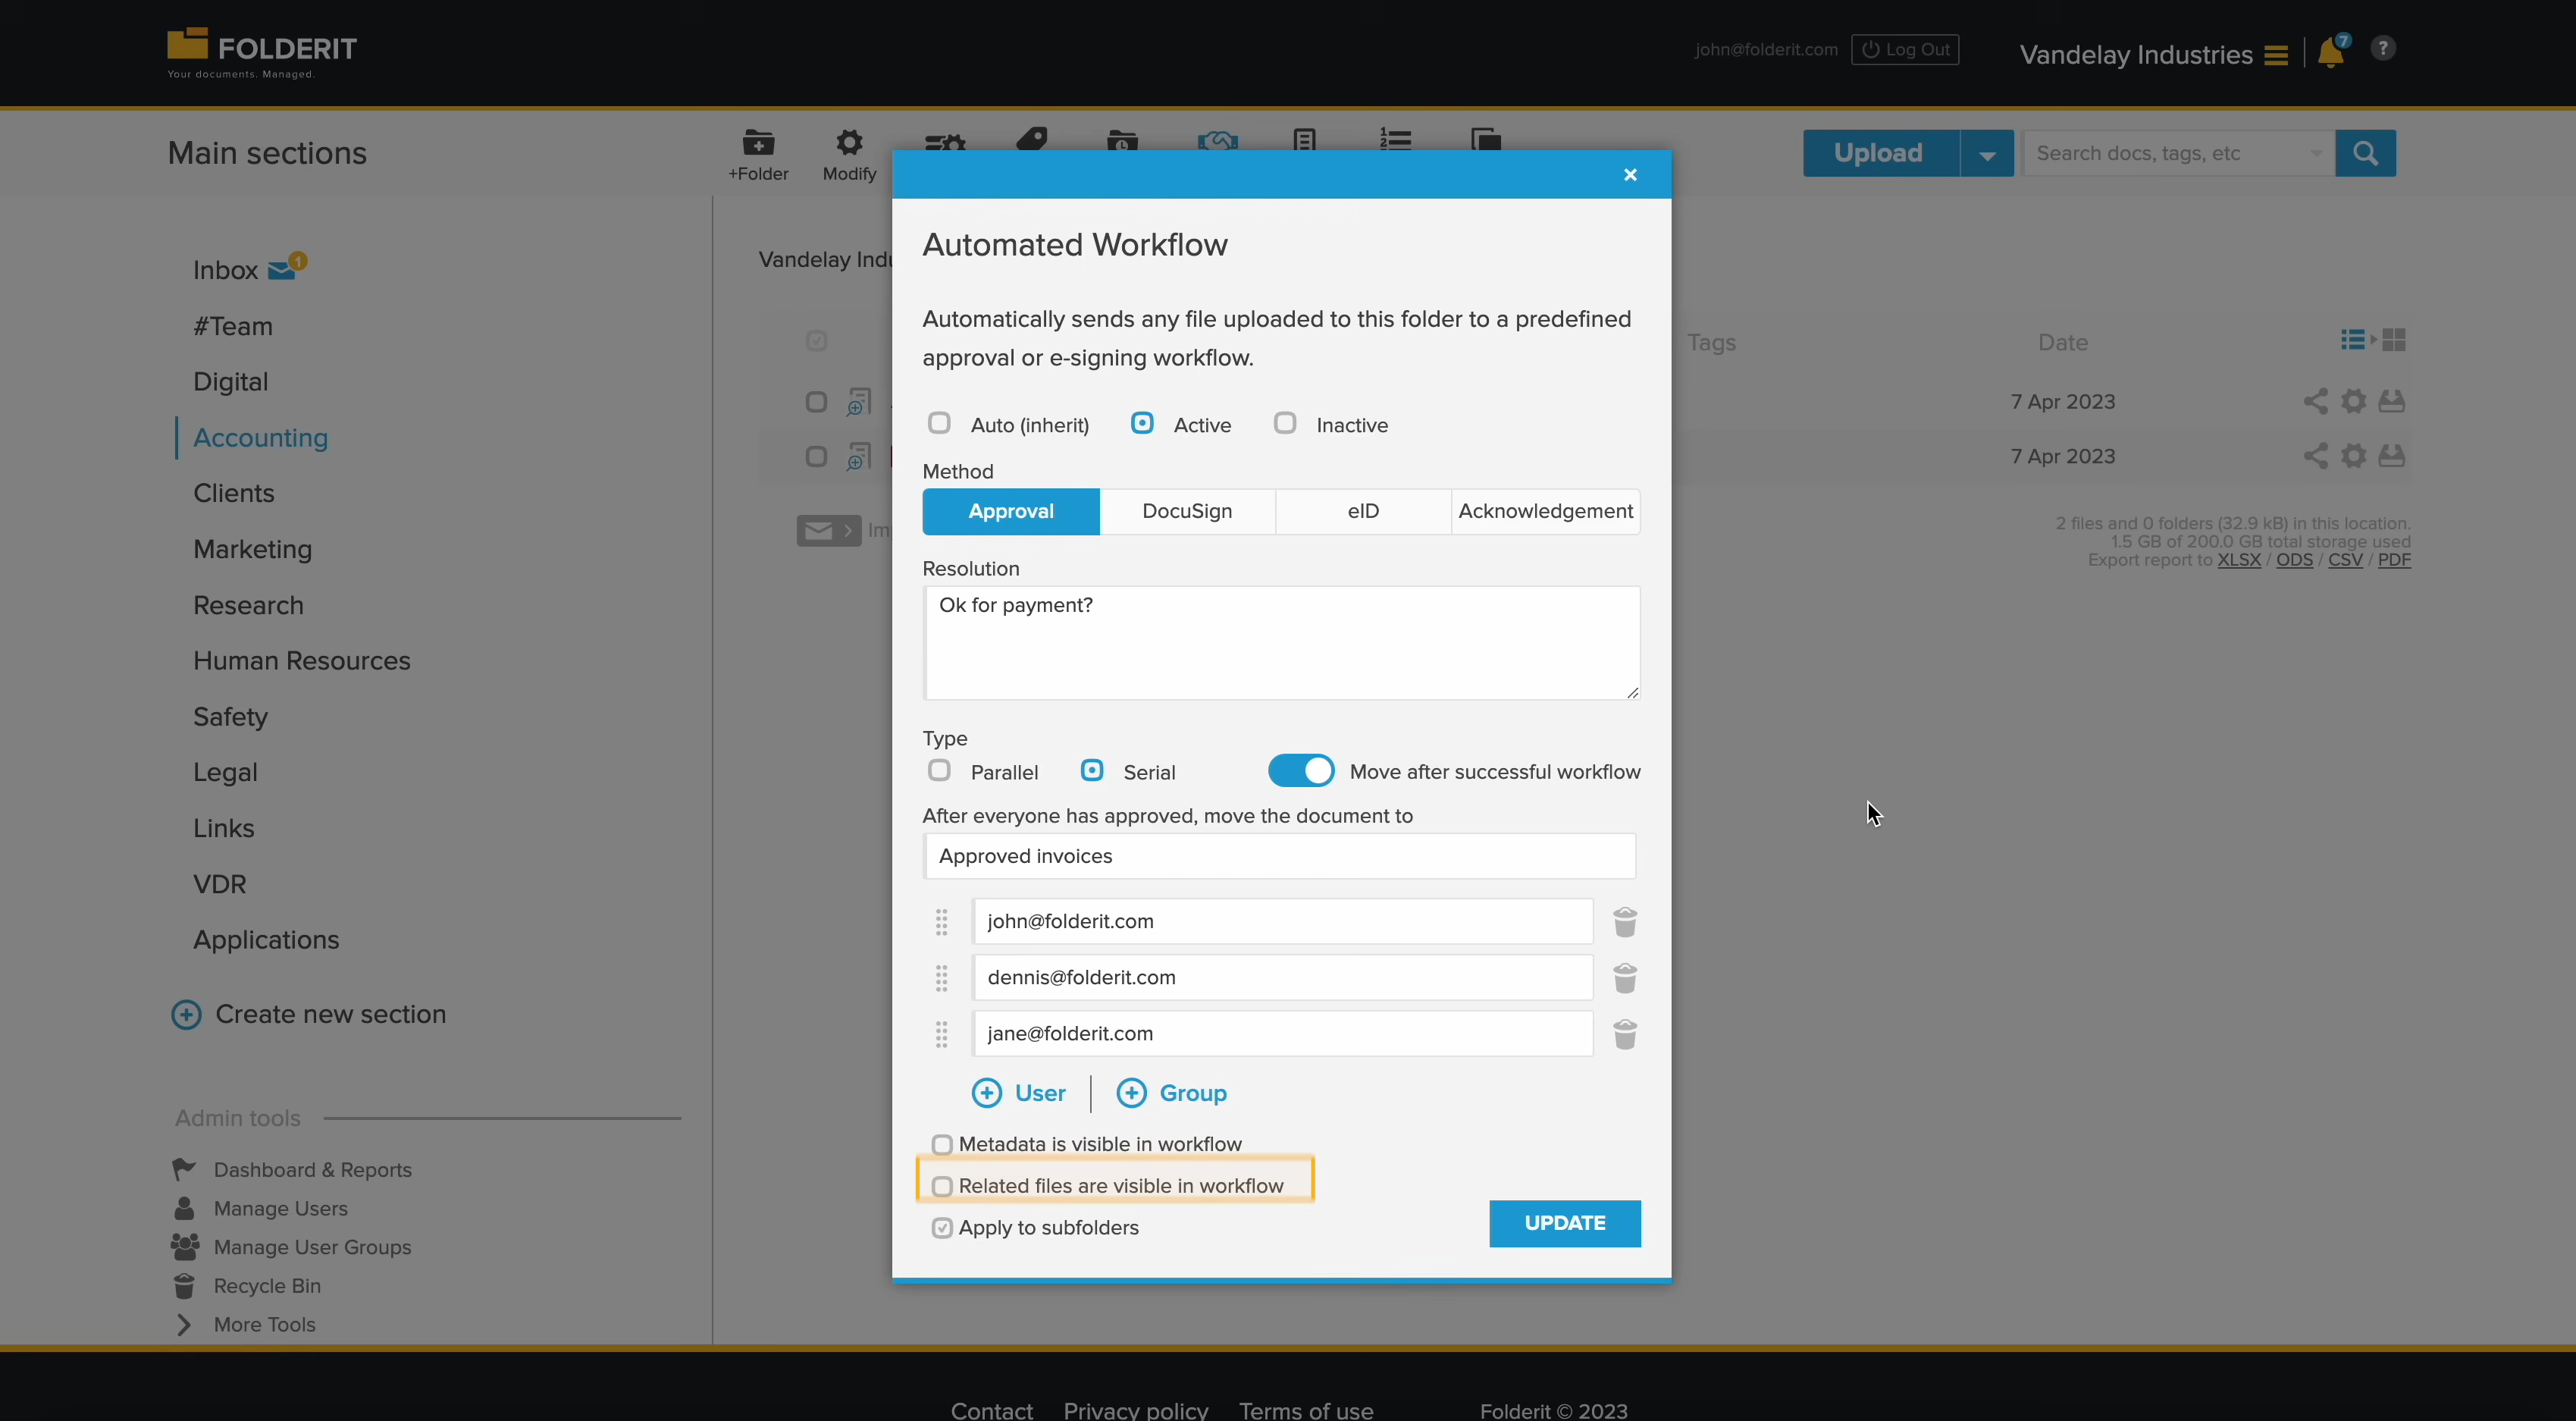 FOLDERIT
Your documents. Managed.
john@folderit.com
Log Out
Vandelay Industries
7
?
Main sections
+Folder
Modify
Upload
Search docs, tags, etc
Inbox
1
#Team
Digital
Accounting
Clients
Marketing
Research
Human Resources
Safety
Legal
Links
VDR
Applications
Create new section
Admin tools
Dashboard & Reports
Manage Users
Manage User Groups
Recycle Bin
More Tools
Vandelay
Tags
Date
7 Apr 2023
7 Apr 2023
2 files and 0 folders (32.9 kB) in this location.
1.5 GB of 200.0 GB total storage used
Export report to XLSX / ODS / CSV / PDF
Automated Workflow
Automatically sends any file uploaded to this folder to a predefined
approval or e-signing workflow.
Auto (inherit)
Active
Inactive
Method
Approval
DocuSign
eID
Acknowledgement
Resolution
Ok for payment?
Type
Parallel
Serial
Move after successful workflow
After everyone has approved, move the document to
Approved invoices
john@folderit.com
dennis@folderit.com
jane@folderit.com
User
Group
Metadata is visible in workflow
Related files are visible in workflow
Apply to subfolders
UPDATE
Contact
Privacy policy
Terms of use
Folderit © 2023